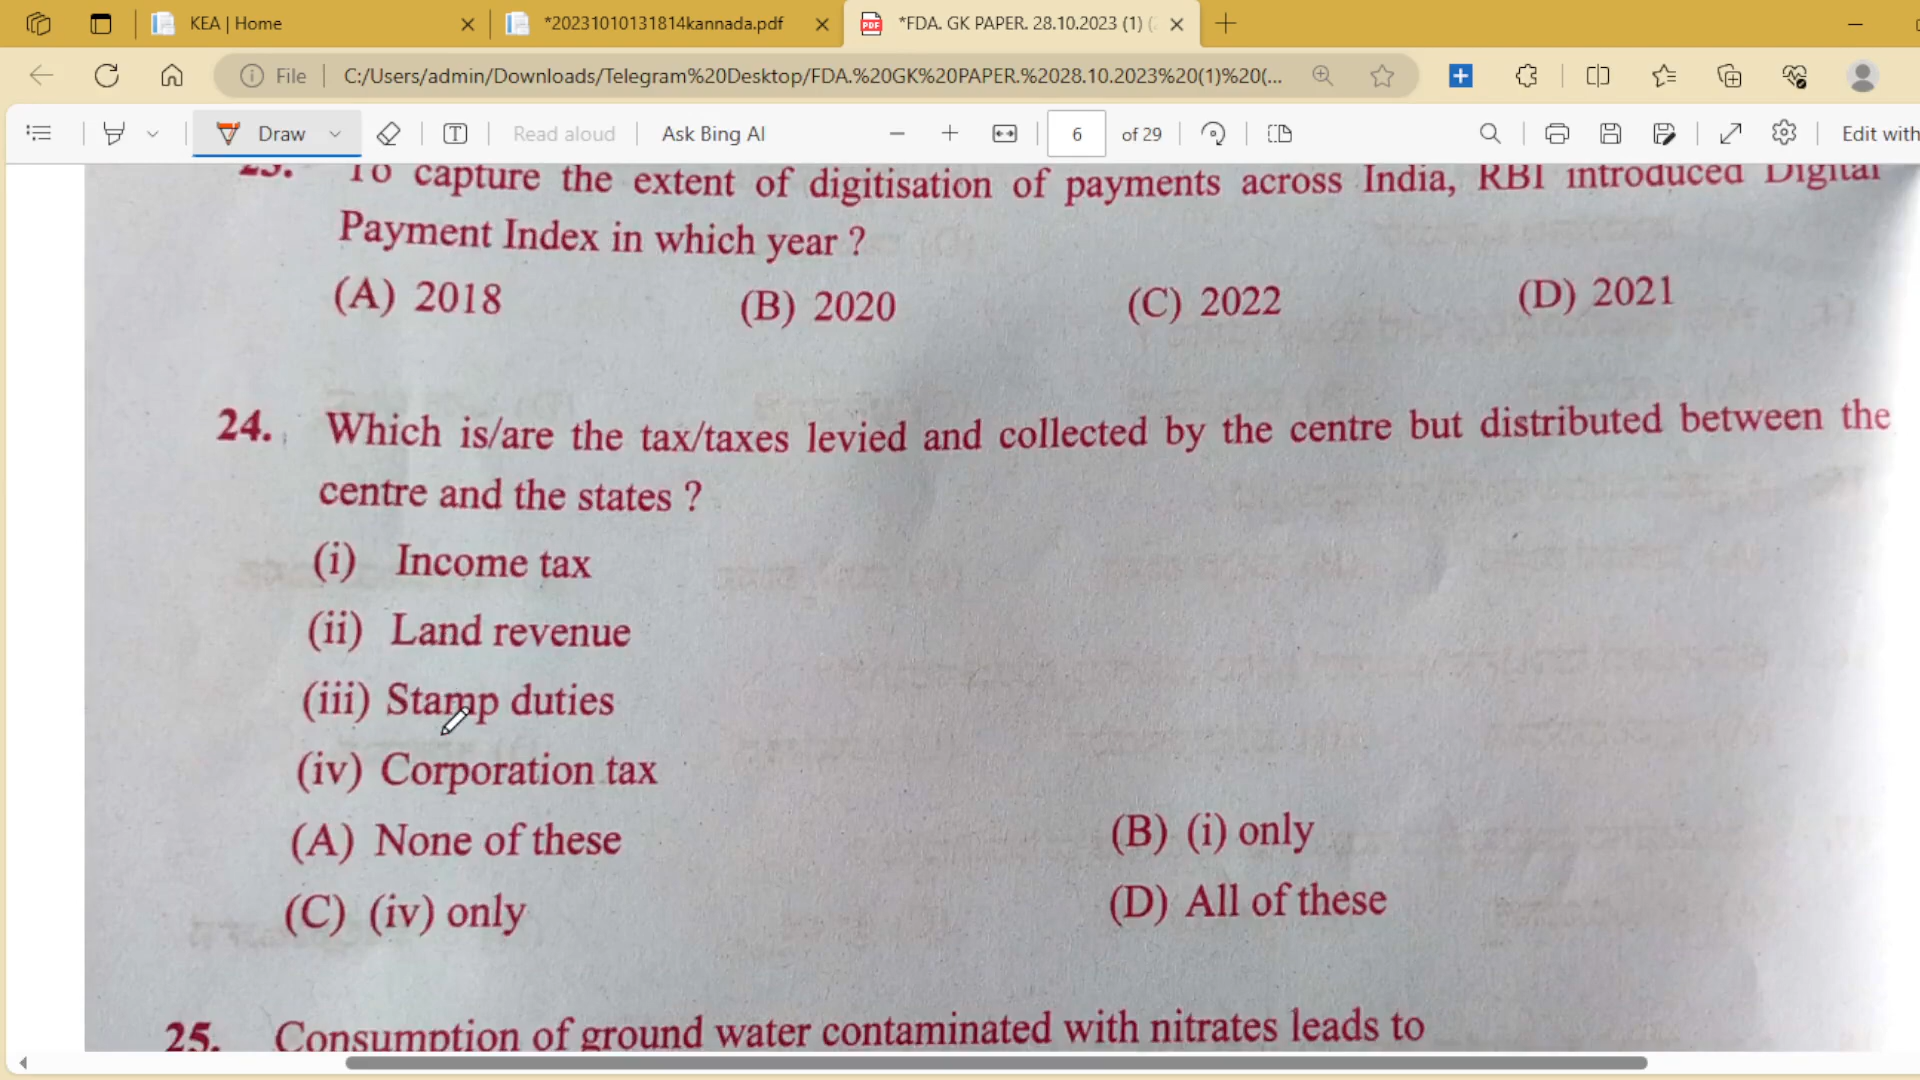 KEA | Home
*20231010131814kannada.pdf
*FDA. GK PAPER. 28.10.2023 (1) (
File
C:/Users/admin/Downloads/Telegram%20Desktop/FDA.%20GK%20PAPER.%2028.10.2023%20(1)%20(...
Draw
Read aloud
Ask Bing AI
6 of 29
Edit with
23. To capture the extent of digitisation of payments across India, RBI introduced Digital
Payment Index in which year ?
(A) 2018 (B) 2020 (C) 2022 (D) 2021
24. Which is/are the tax/taxes levied and collected by the centre but distributed between the
centre and the states ?
(i) Income tax
(ii) Land revenue
(iii) Stamp duties
(iv) Corporation tax
(A) None of these (B) (i) only
(C) (iv) only (D) All of these
25. Consumption of ground water contaminated with nitrates leads to